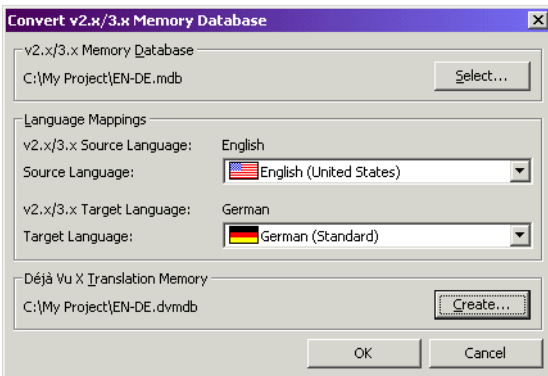 Convert v2.x/3.x Memory Database
v2.x/3.x Memory Database
C:\My Project\EN-DE.mdb
Select...
Language Mappings
v2.x/3.x Source Language: English
Source Language: English (United States)
v2.x/3.x Target Language: German
Target Language: German (Standard)
Déjà Vu X Translation Memory
C:\My Project\EN-DE.dvmdb
Create...
OK Cancel